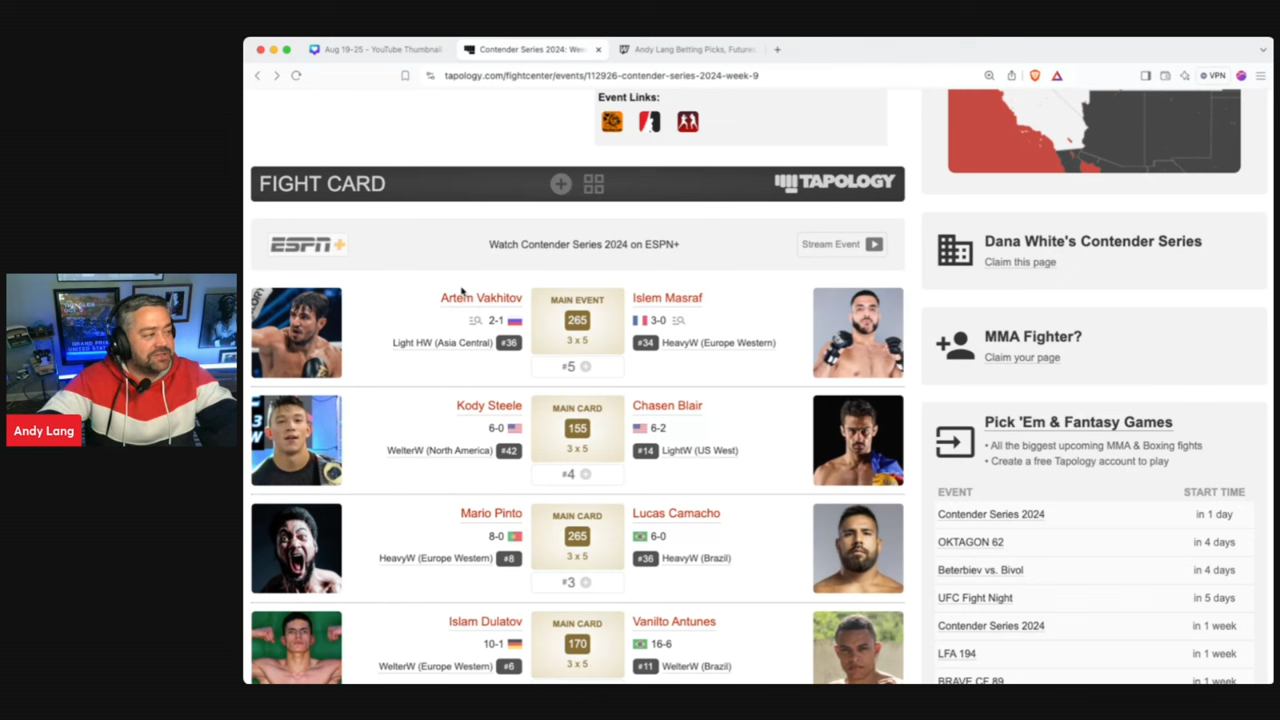 Aug 19-25 - YouTube Thumbnail
Contender Series 2024: Wee
Andy Lang Betting Picks, Futures
tapology.com/fightcenter/events/112926-contender-series-2024-week-9
VPN
Event Links:
FIGHT CARD
TAPOLOGY
ESPN+
Watch Contender Series 2024 on ESPN+
Stream Event
Artem Vakhitov
2-1
Light HW (Asia Central) #36
MAIN EVENT
265
3 x 5
#5
Islem Masraf
3-0
#34 HeavyW (Europe Western)
Kody Steele
6-0
WelterW (North America) #42
MAIN CARD
155
3 x 5
#4
Chasen Blair
6-2
#14 LightW (US West)
Mario Pinto
8-0
HeavyW (Europe Western) #8
MAIN CARD
265
3 x 5
#3
Lucas Camacho
6-0
#36 HeavyW (Brazil)
Islam Dulatov
10-1
WelterW (Europe Western) #6
MAIN CARD
170
3 x 5
Vanilto Antunes
16-6
#11 WelterW (Brazil)
Dana White's Contender Series
Claim this page
MMA Fighter?
Claim your page
Pick 'Em & Fantasy Games
• All the biggest upcoming MMA & Boxing fights
• Create a free Tapology account to play
EVENT START TIME
Contender Series 2024 in 1 day
OKTAGON 62 in 4 days
Beterbiev vs. Bivol in 4 days
UFC Fight Night in 5 days
Contender Series 2024 in 1 week
LFA 194 in 1 week
BRAVE CF 89 in 1 week
Andy Lang